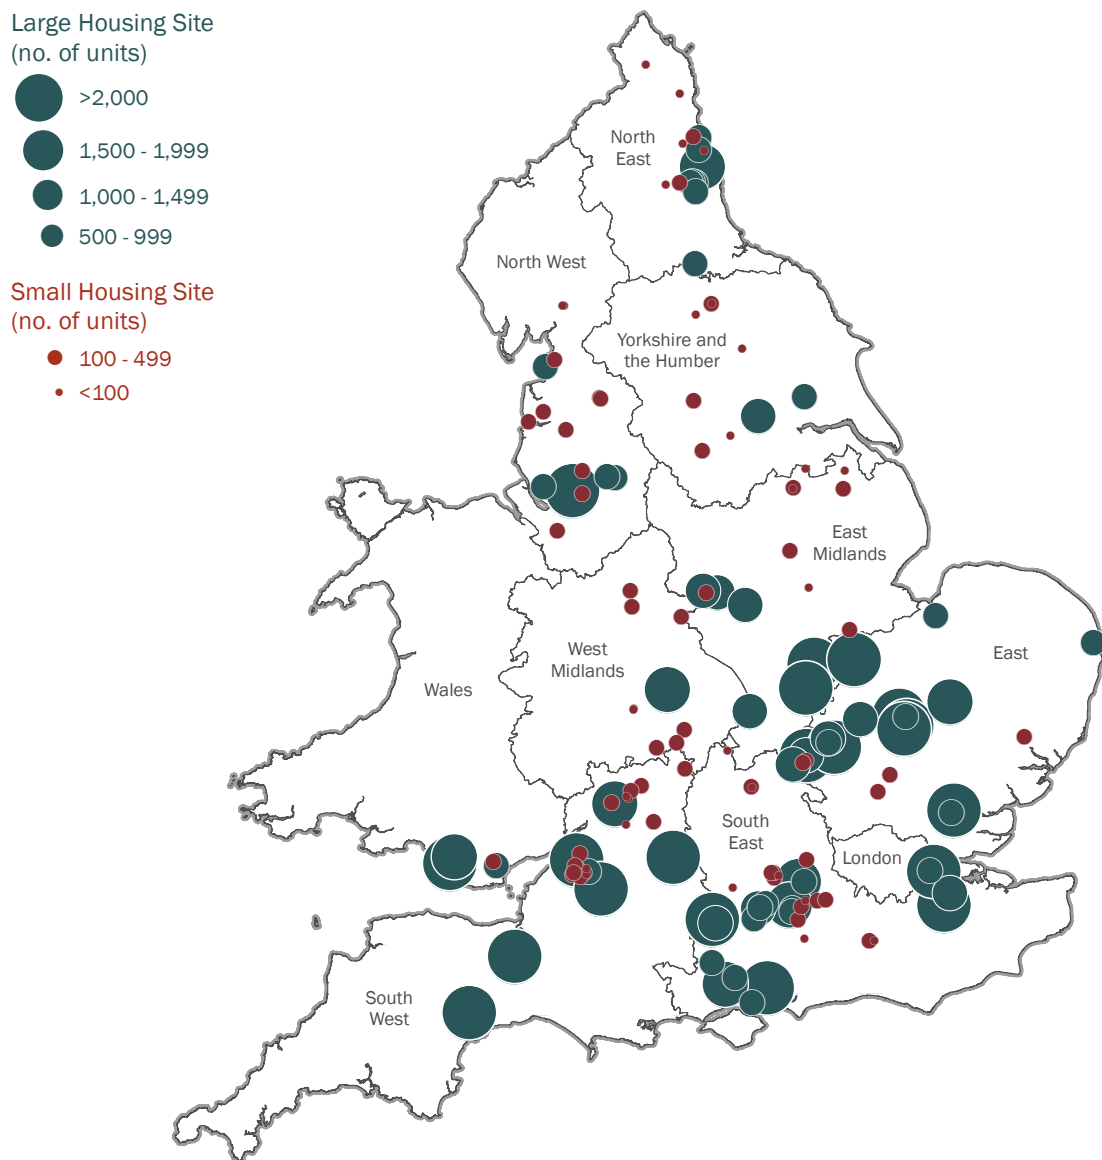 Large Housing Site
(no. of units)
>2,000
1,500 - 1,999
1,000 - 1,499
500 - 999
Small Housing Site
(no. of units)
100 - 499
<100
North
East
North West
Yorkshire and
the Humber
East
Midlands
West
Midlands
East
Wales
South
East
London
South
West